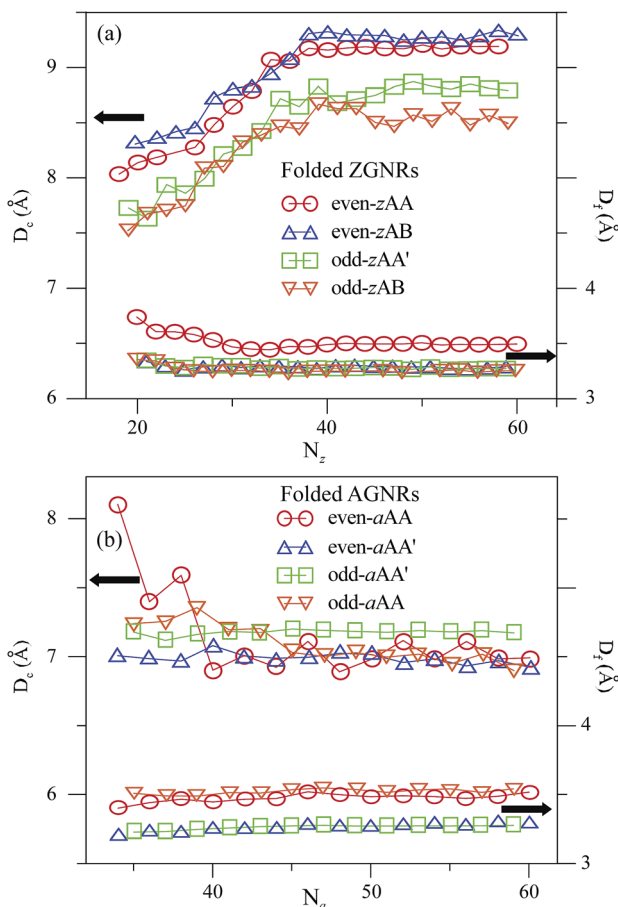 (a)
9
8
7
6
D_c (Å)
Folded ZGNRs
even-zAA
even-zAB
odd-zAA'
odd-zAB
4
3
D_f (Å)
20
40
60
N_z
(b)
8
7
6
D_c (Å)
Folded AGNRs
even-aAA
even-aAA'
odd-aAA'
odd-aAA
4
3
D_f (Å)
40
50
60
N_a